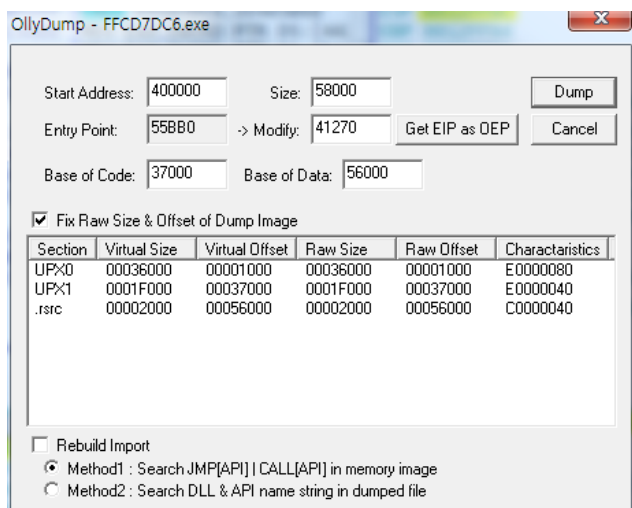 OllyDump - FFCD7DC6.exe
Start Address: 400000 Size: 58000 Dump
Entry Point: 55BB0 -> Modify: 41270 Get EIP as OEP Cancel
Base of Code: 37000 Base of Data: 56000
Fix Raw Size & Offset of Dump Image
Section Virtual Size Virtual Offset Raw Size Raw Offset Charactaristics
UPX0 00036000 00001000 00036000 00001000 E0000080
UPX1 0001F000 00037000 0001F000 00037000 E0000040
.rsrc 00002000 00056000 00002000 00056000 C0000040
Rebuild Import
Method1 : Search JMP[API] | CALL[API] in memory image
Method2 : Search DLL & API name string in dumped file